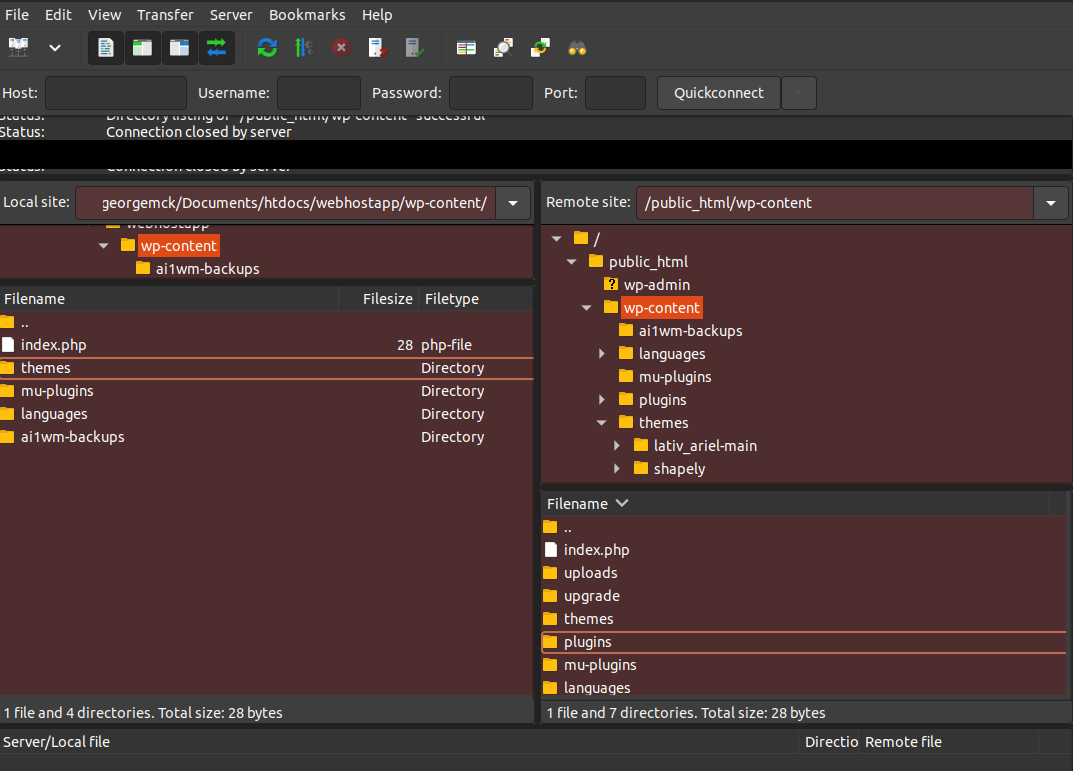 File Edit View Transfer Server Bookmarks Help
Host: Username: Password: Port: Quickconnect
Status: Directory listing of "/public_html/wp-content" successful
Status: Connection closed by server
Status: Connection closed by server
Local site: georgemck/Documents/htdocs/webhostapp/wp-content/
webhostapp
wp-content
ai1wm-backups
Filename Filesize Filetype
..
index.php 28 php-file
themes Directory
mu-plugins Directory
languages Directory
ai1wm-backups Directory
1 file and 4 directories. Total size: 28 bytes
Remote site: /public_html/wp-content
/
public_html
? wp-admin
wp-content
ai1wm-backups
languages
mu-plugins
plugins
themes
lativ_ariel-main
shapely
Filename
..
index.php
uploads
upgrade
themes
plugins
mu-plugins
languages
1 file and 7 directories. Total size: 28 bytes
Server/Local file Directio Remote file